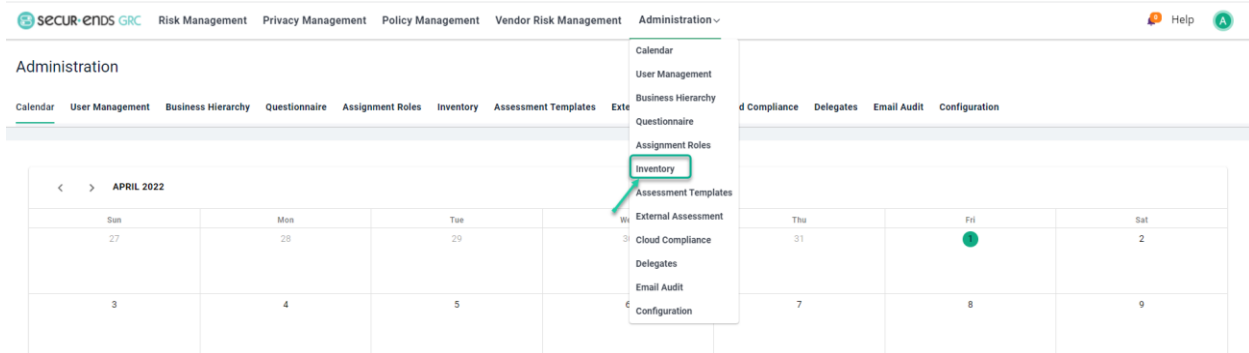 SECUR·ENDS GRC Risk Management Privacy Management Policy Management Vendor Risk Management Administration Help A
Administration
Calendar User Management Business Hierarchy Questionnaire Assignment Roles Inventory Assessment Templates Exte d Compliance Delegates Email Audit Configuration
Calendar
User Management
Business Hierarchy
Questionnaire
Assignment Roles
Inventory
Assessment Templates
External Assessment
Cloud Compliance
Delegates
Email Audit
Configuration
< > APRIL 2022
Sun Mon Tue We Thu Fri Sat
27 28 29 3 31 1 2
3 4 5 6 7 8 9